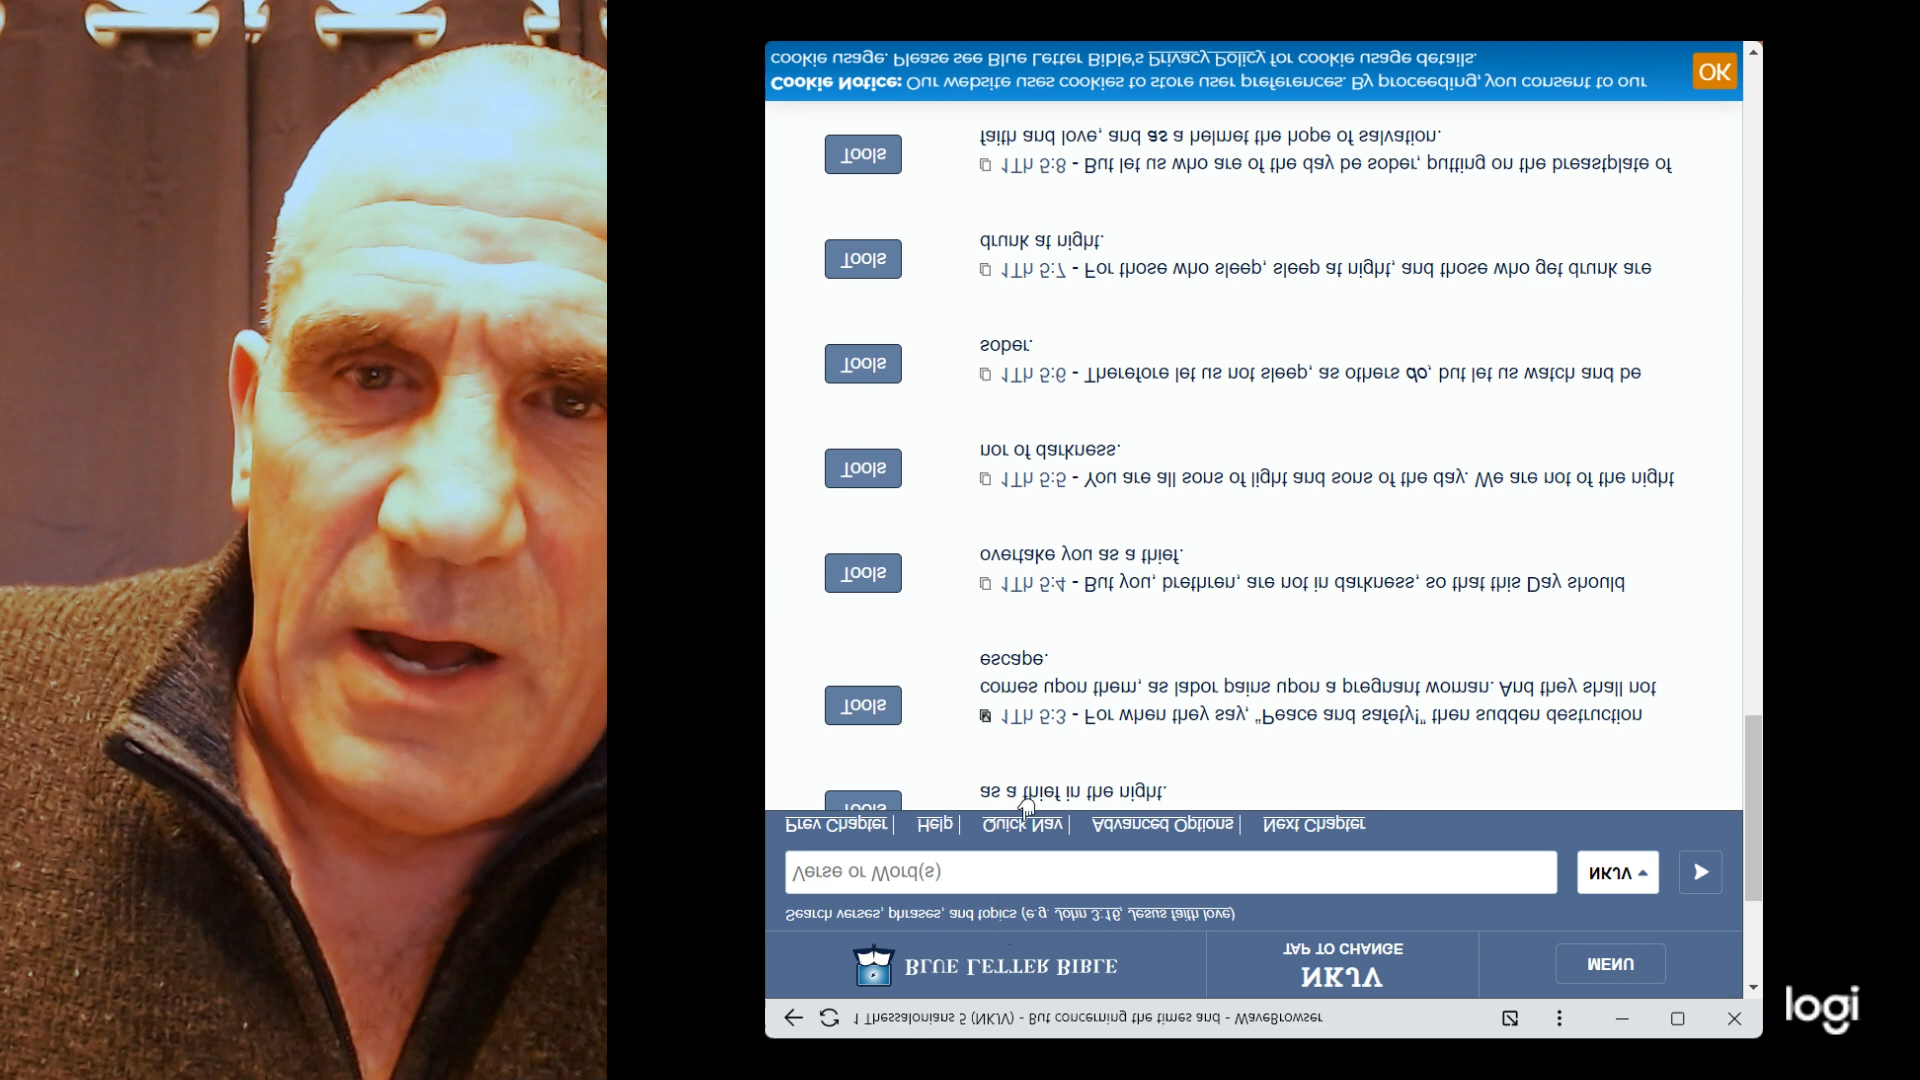 1 Thessalonians 5 (NKJV) - But concerning the times and - WaveBrowser
BLUE LETTER BIBLE
NKJV
TAP TO CHANGE
MENU
Search verses, phrases, and topics (e.g. John 3:16, Jesus faith love)
Verse or Word(s)
NKJV
Prev Chapter | Help | Quick Nav | Advanced Options | Next Chapter
Tools
as a thief in the night.
Tools
1Th 5:3 - For when they say, "Peace and safety!" then sudden destruction
comes upon them, as labor pains upon a pregnant woman. And they shall not
escape.
Tools
1Th 5:4 - But you, brethren, are not in darkness, so that this Day should
overtake you as a thief.
Tools
1Th 5:5 - You are all sons of light and sons of the day. We are not of the night
nor of darkness.
Tools
1Th 5:6 - Therefore let us not sleep, as others do, but let us watch and be
sober.
Tools
1Th 5:7 - For those who sleep, sleep at night, and those who get drunk are
drunk at night.
Tools
1Th 5:8 - But let us who are of the day be sober, putting on the breastplate of
faith and love, and as a helmet the hope of salvation.
Cookie Notice: Our website uses cookies to store user preferences. By proceeding, you consent to our
cookie usage. Please see Blue Letter Bible's Privacy Policy for cookie usage details.
OK
logi